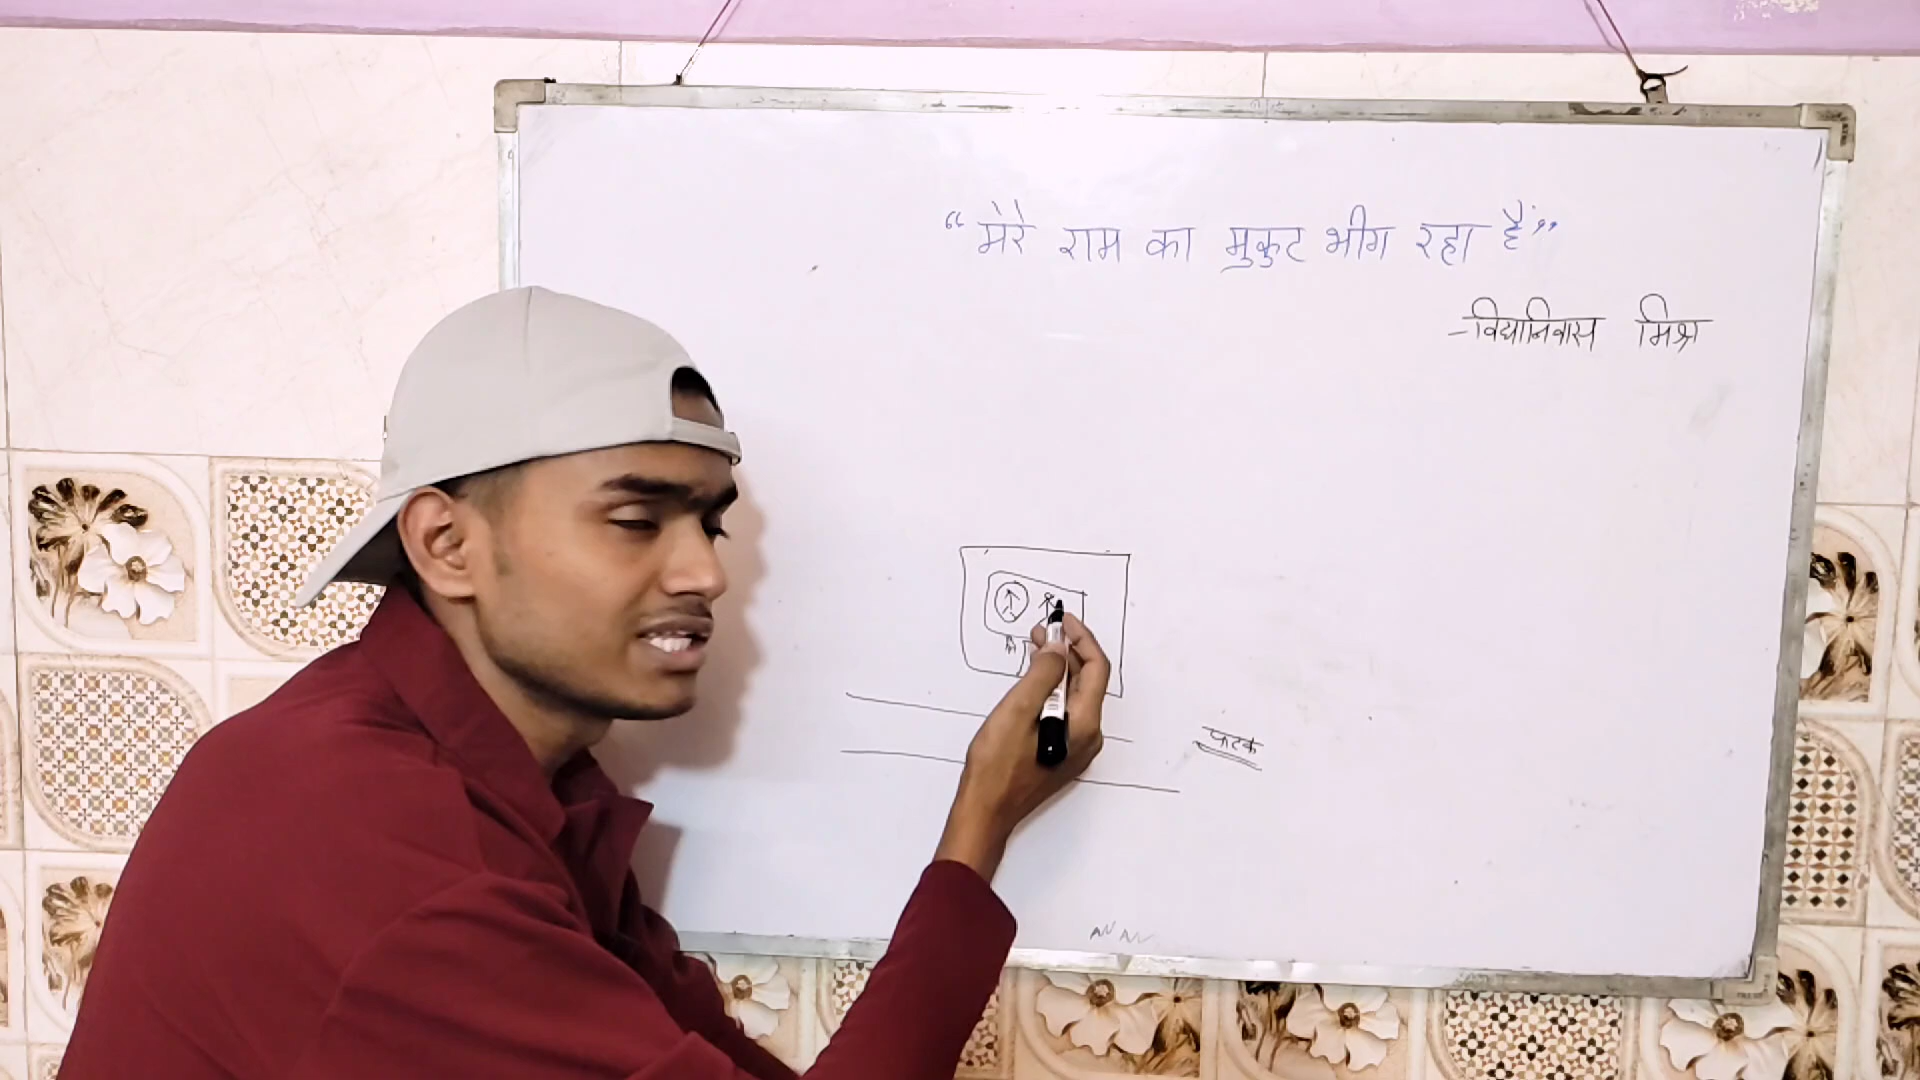 “मेरे राम का मुकुट भीग रहा है”
-विद्यानिवास मिश्र
फाटक